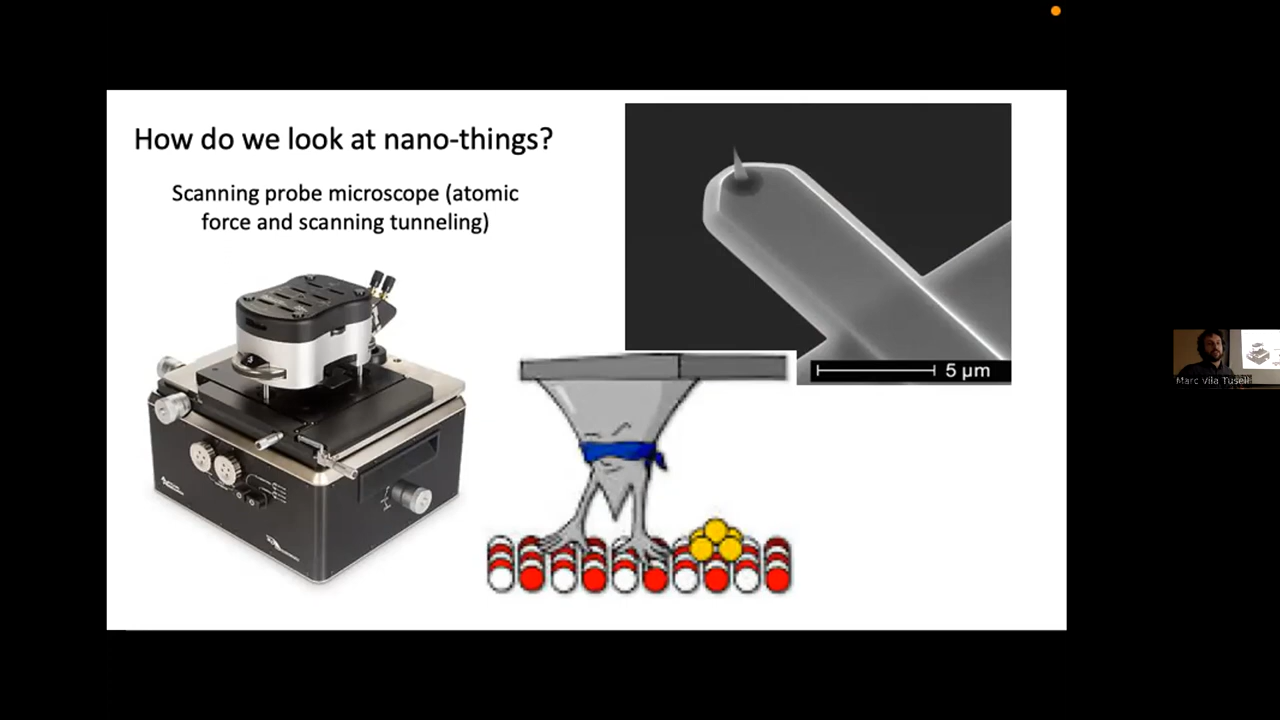 How do we look at nano-things?
Scanning probe microscope (atomic
force and scanning tunneling)
5 µm
Marc Vila Tusell